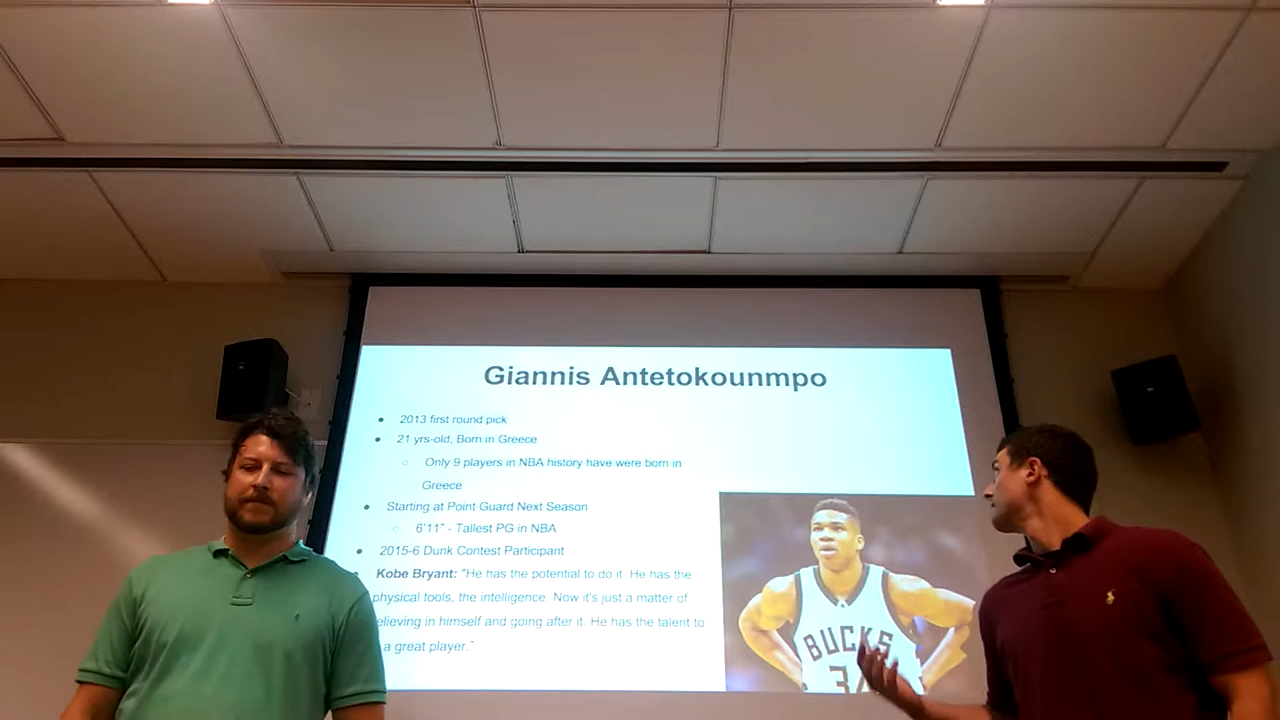 Giannis Antetokounmpo
2013 first round pick
21 yrs-old, Born in Greece
Only 9 players in NBA history have were born in
Greece
Starting at Point Guard Next Season
6'11" - Tallest PG in NBA
2015-6 Dunk Contest Participant
Kobe Bryant: "He has the potential to do it. He has the
physical tools, the intelligence. Now it's just a matter of
elieving in himself and going after it. He has the talent to
a great player."
BUCKS
34